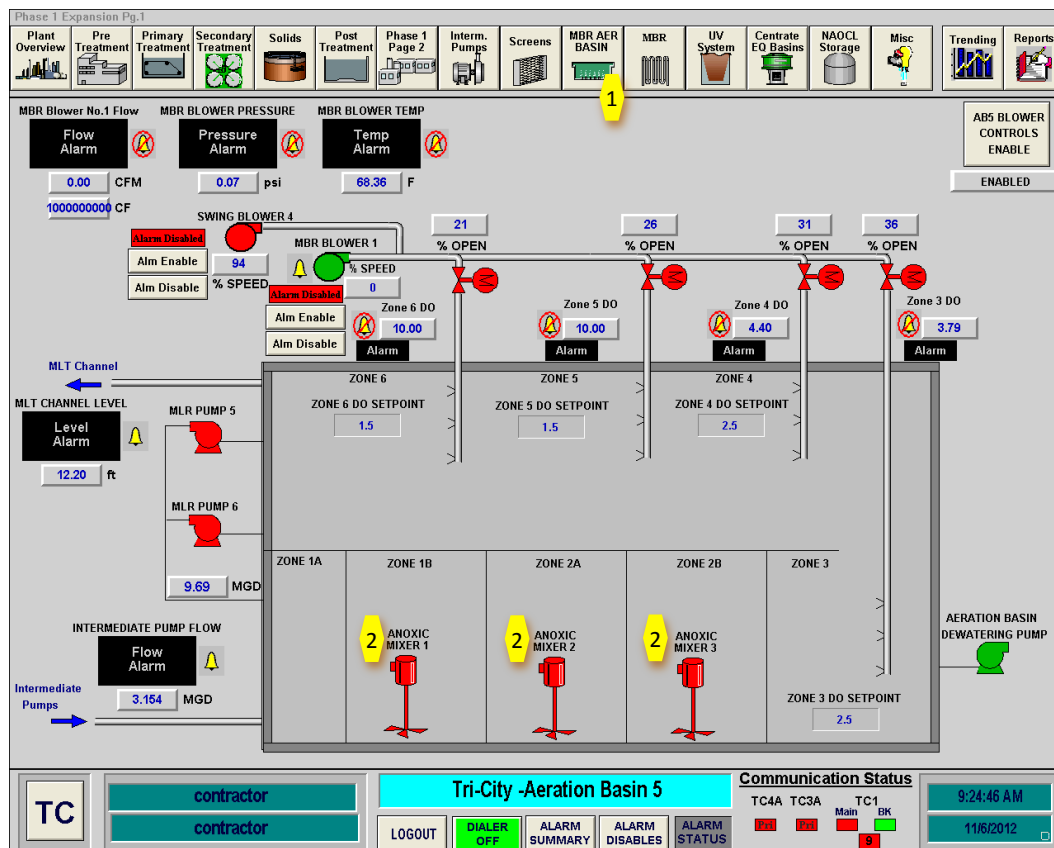 Phase 1 Expansion Pg.1
Plant Overview
Pre Treatment
Primary Treatment
Secondary Treatment
Solids
Post Treatment
Phase 1 Page 2
Interm. Pumps
Screens
MBR AER BASIN
MBR
UV System
Centrate EQ Basins
NAOCL Storage
Misc
Trending
Reports
1
MBR Blower No.1 Flow
MBR BLOWER PRESSURE
MBR BLOWER TEMP
Flow Alarm
Pressure Alarm
Temp Alarm
0.00 CFM
0.07 psi
68.36 F
1000000000 CF
AB5 BLOWER
CONTROLS
ENABLE
ENABLED
SWING BLOWER 4
Alarm Disabled
Alm Enable
Alm Disable
94
% SPEED
MBR BLOWER 1
% SPEED
0
Alarm Disabled
Alm Enable
Alm Disable
21
% OPEN
26
% OPEN
31
% OPEN
36
% OPEN
M
M
M
M
Zone 6 DO
10.00
Alarm
Zone 5 DO
10.00
Alarm
Zone 4 DO
4.40
Alarm
Zone 3 DO
3.79
Alarm
MLT Channel
MLT CHANNEL LEVEL
Level
Alarm
12.20 ft
ZONE 6
ZONE 6 DO SETPOINT
1.5
ZONE 5
ZONE 5 DO SETPOINT
1.5
ZONE 4
ZONE 4 DO SETPOINT
2.5
MLR PUMP 5
MLR PUMP 6
9.69 MGD
ZONE 1A
ZONE 1B
ZONE 2A
ZONE 2B
ZONE 3
2
ANOXIC
MIXER 1
2
ANOXIC
MIXER 2
2
ANOXIC
MIXER 3
ZONE 3 DO SETPOINT
2.5
AERATION BASIN
DEWATERING PUMP
INTERMEDIATE PUMP FLOW
Flow
Alarm
3.154 MGD
Intermediate
Pumps
TC
contractor
contractor
Tri-City -Aeration Basin 5
LOGOUT
DIALER
OFF
ALARM
SUMMARY
ALARM
DISABLES
ALARM
STATUS
Communication Status
TC4A TC3A TC1
Main BK
Pri Pri
9
9:24:46 AM
11/6/2012